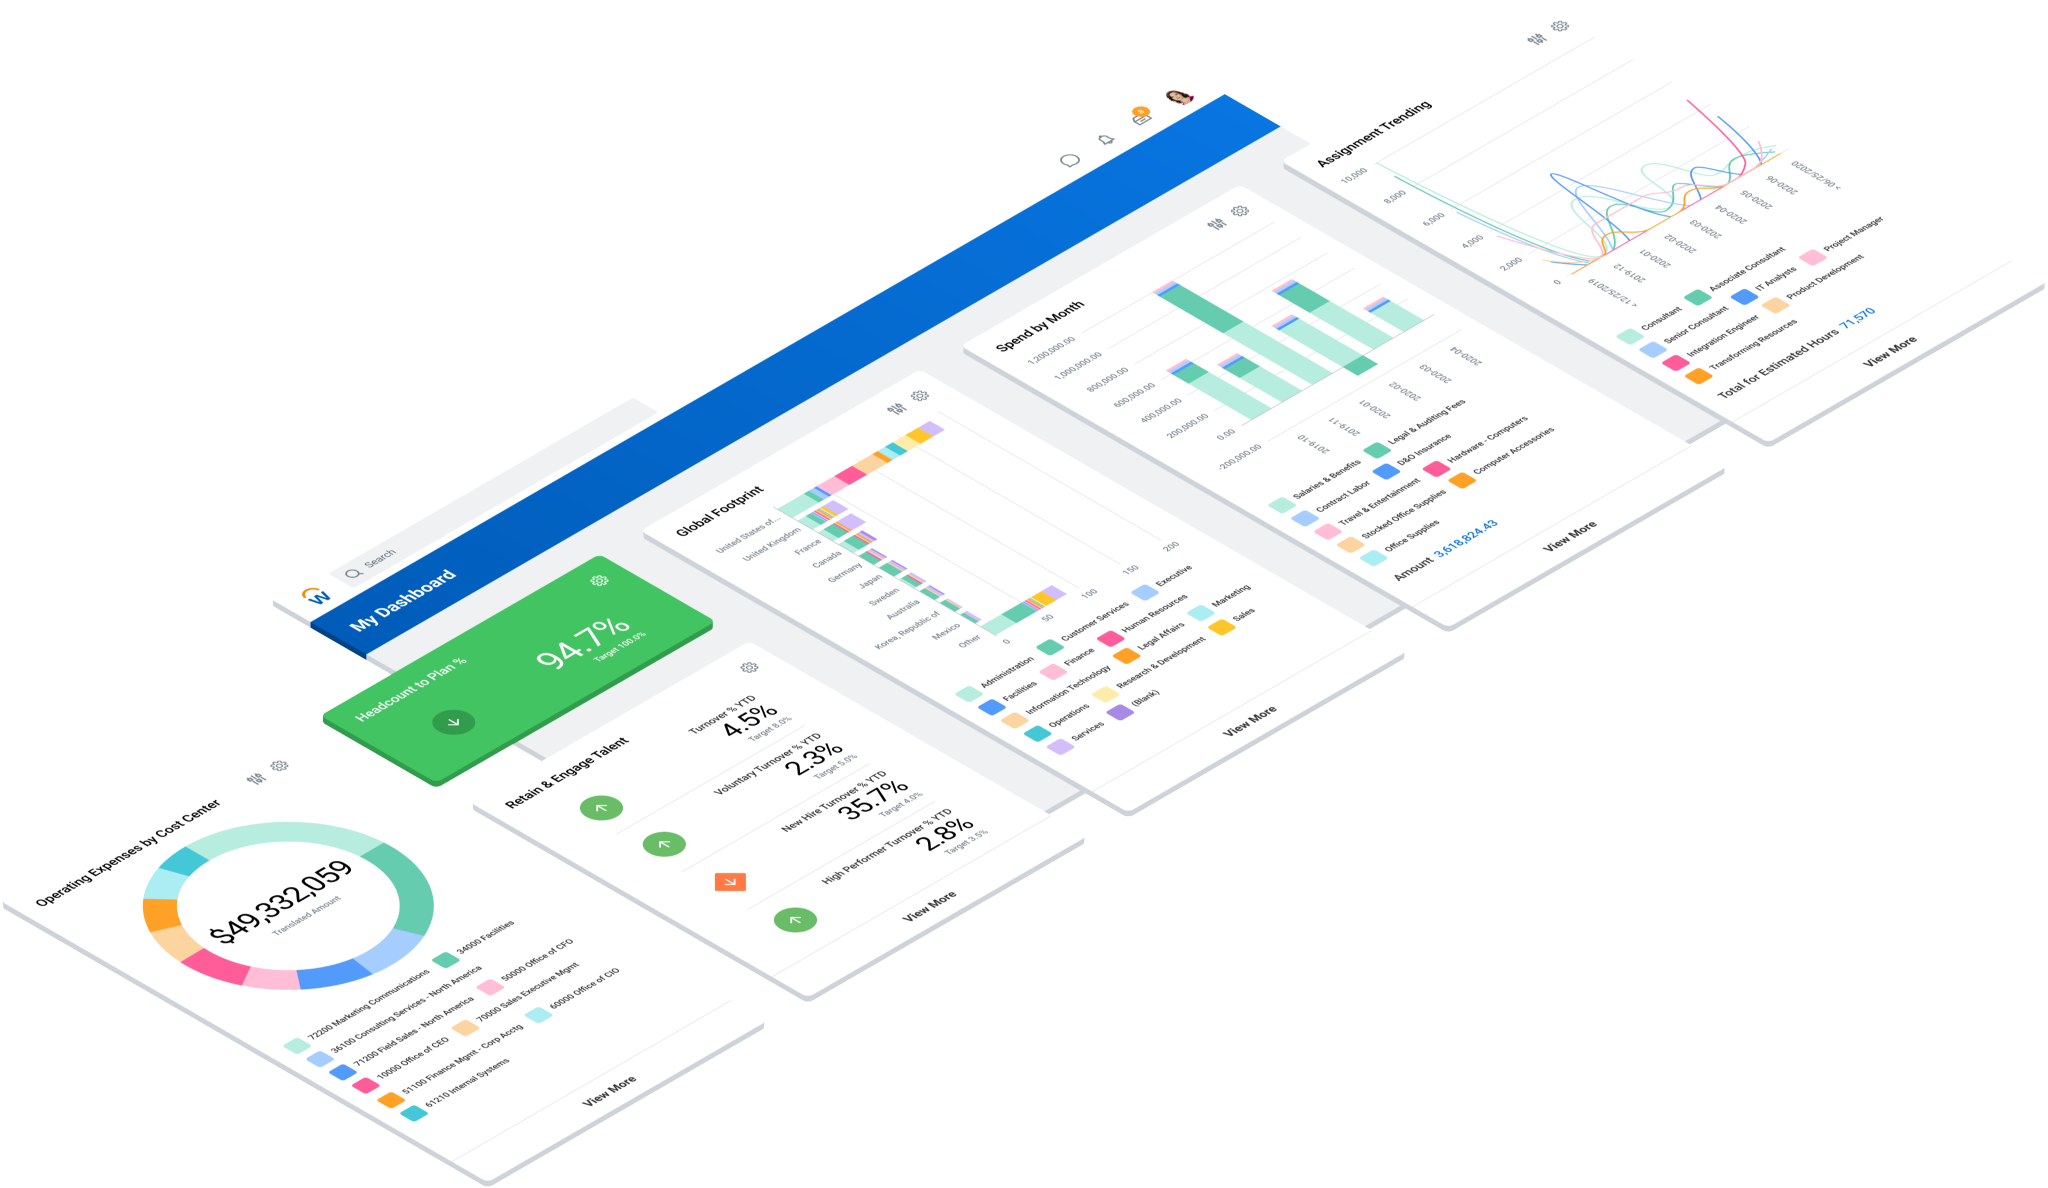 W
Search
My Dashboard
Headcount to Plan %
94.7%
Target 100.0%
Operating Expenses by Cost Center
$49,332,059
Translated Amount
72200 Marketing Communications
34000 Facilities
36100 Consulting Services - North America
71200 Field Sales - North America
50000 Office of CFO
10000 Office of CEO
70000 Sales Executive Mgmt
51100 Finance Mgmt - Corp Acctg
60000 Office of CIO
61210 Internal Systems
View More
Retain & Engage Talent
Turnover % YTD
4.5%
Target 8.0%
Voluntary Turnover % YTD
2.3%
Target 5.0%
New Hire Turnover % YTD
35.7%
Target 4.0%
High Performer Turnover % YTD
2.8%
Target 3.5%
View More
Global Footprint
United States of...
United Kingdom
France
Canada
Germany
Japan
Sweden
Australia
Korea, Republic of
Mexico
Other
0
50
100
150
200
Administration
Customer Services
Executive
Facilities
Finance
Human Resources
Marketing
Information Technology
Legal Affairs
Sales
Operations
Research & Development
Services
(Blank)
View More
Spend by Month
1,200,000.00
1,000,000.00
800,000.00
600,000.00
400,000.00
200,000.00
0.00
-200,000.00
2019-10
2019-11
2020-01
2020-02
2020-03
2020-04
Salaries & Benefits
Legal & Auditing Fees
Contract Labor
D&O Insurance
Travel & Entertainment
Hardware - Computers
Stocked Office Supplies
Computer Accessories
Office Supplies
Amount 3,618,824.43
View More
Assignment Trending
10,000
8,000
6,000
4,000
2,000
0
< 12/25/2019
2019-12
2020-01
2020-02
2020-03
2020-04
2020-05
2020-06
> 06/25/2020
Consultant
Associate Consultant
Project Manager
Senior Consultant
IT Analysts
Integration Engineer
Product Development
Transforming Resources
Total for Estimated Hours 71,570
View More